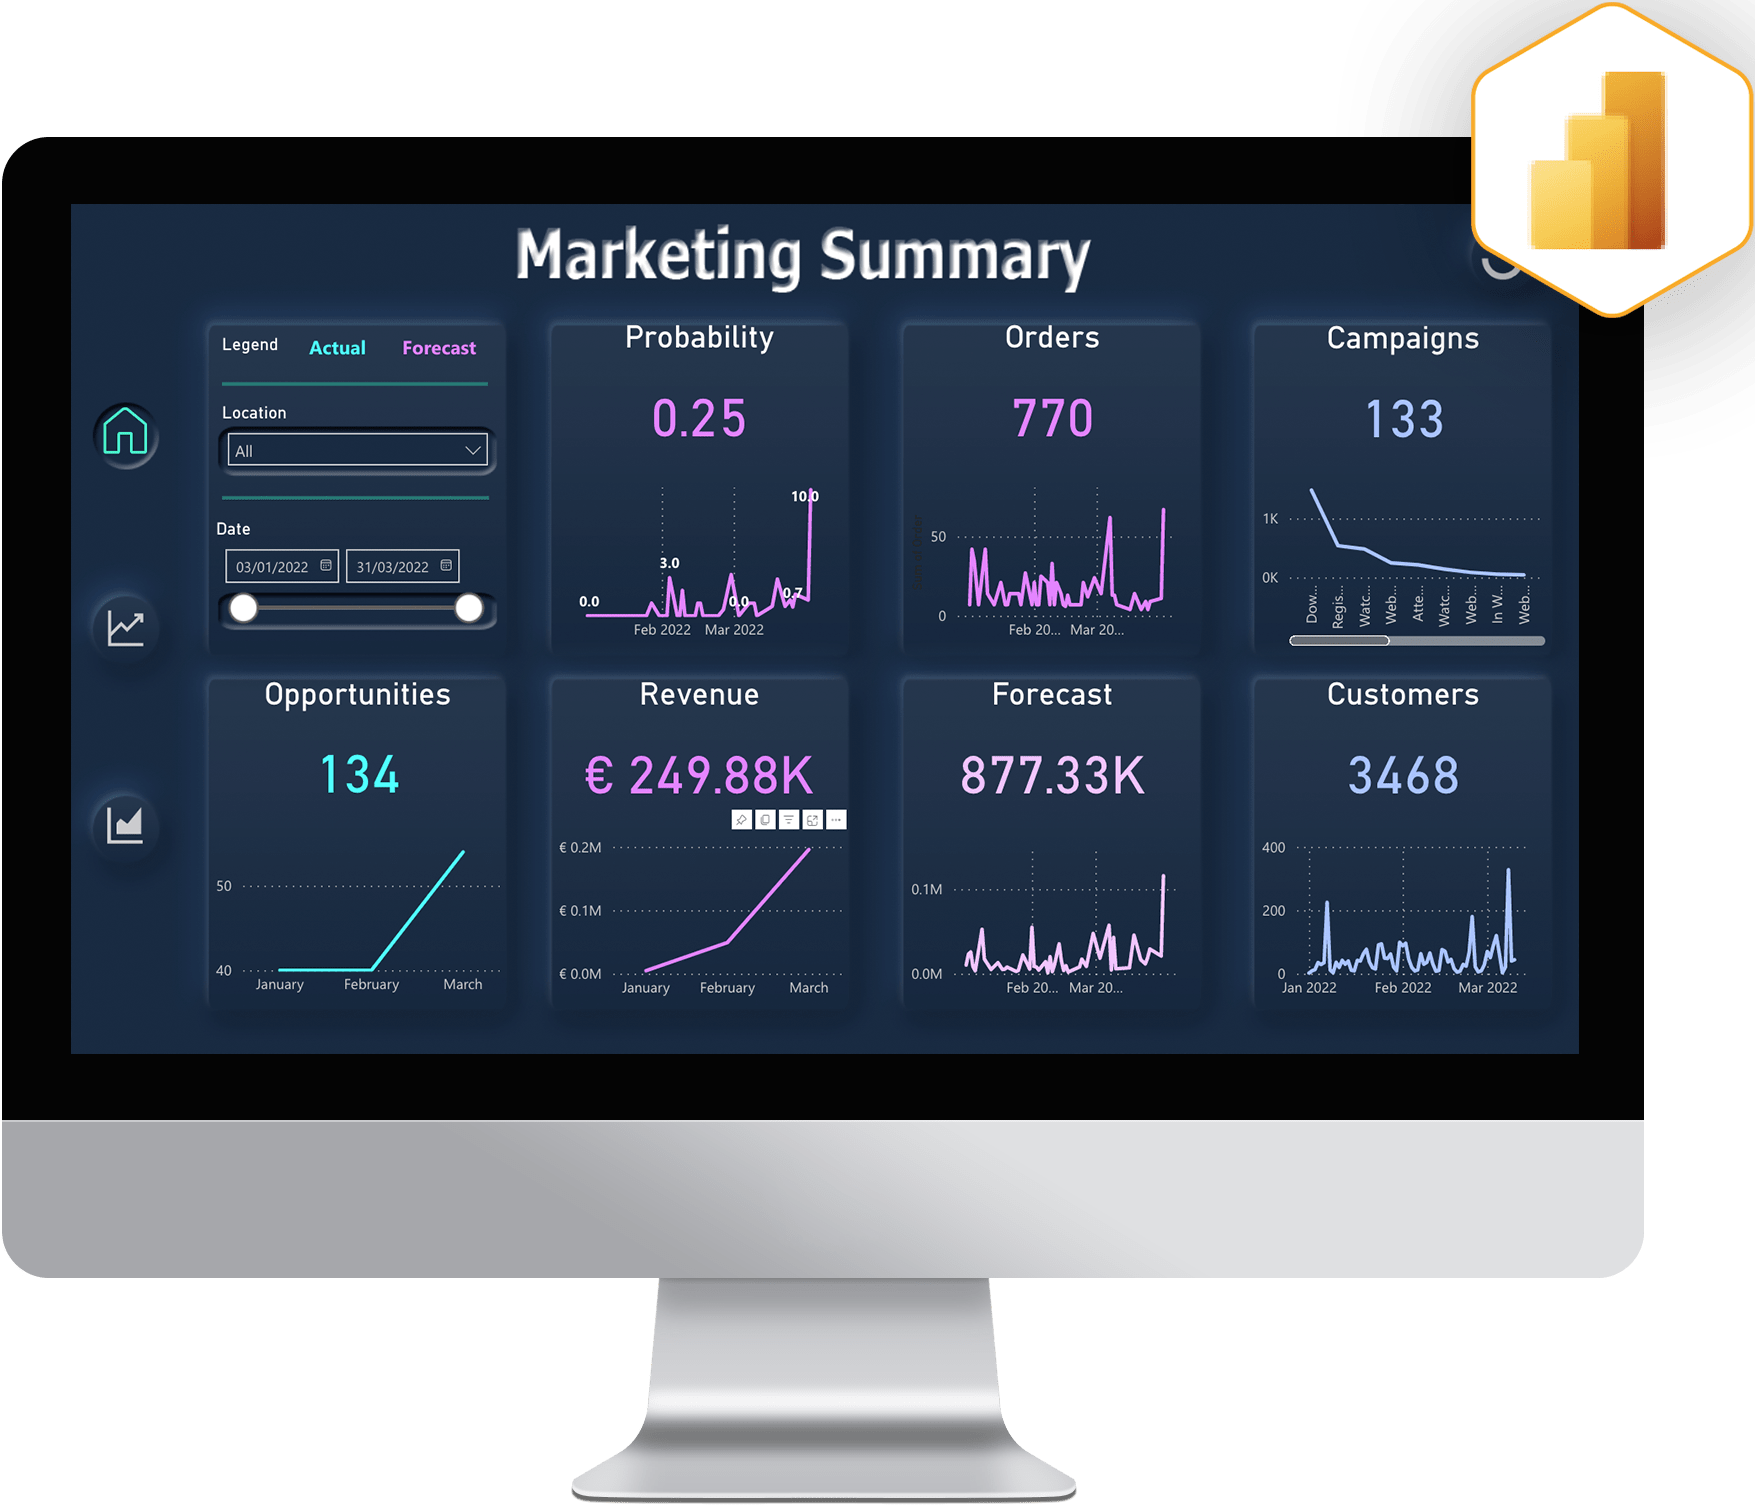 Marketing Summary
Legend Actual Forecast
Location
All
Date
03/01/2022 31/03/2022
Probability
0.25
10.0
3.0
0.0
0.0
0.7
Feb 2022 Mar 2022
Orders
770
50
0
Feb 20... Mar 20...
Campaigns
133
1K
0K
Dow...
Regis...
Watc...
Web...
Atte...
Watc...
Web...
In W...
Web...
Opportunities
134
50
40
January February March
Revenue
€ 249.88K
€ 0.2M
€ 0.1M
€ 0.0M
January February March
Forecast
877.33K
0.1M
0.0M
Feb 20... Mar 20...
Customers
3468
400
200
0
Jan 2022 Feb 2022 Mar 2022